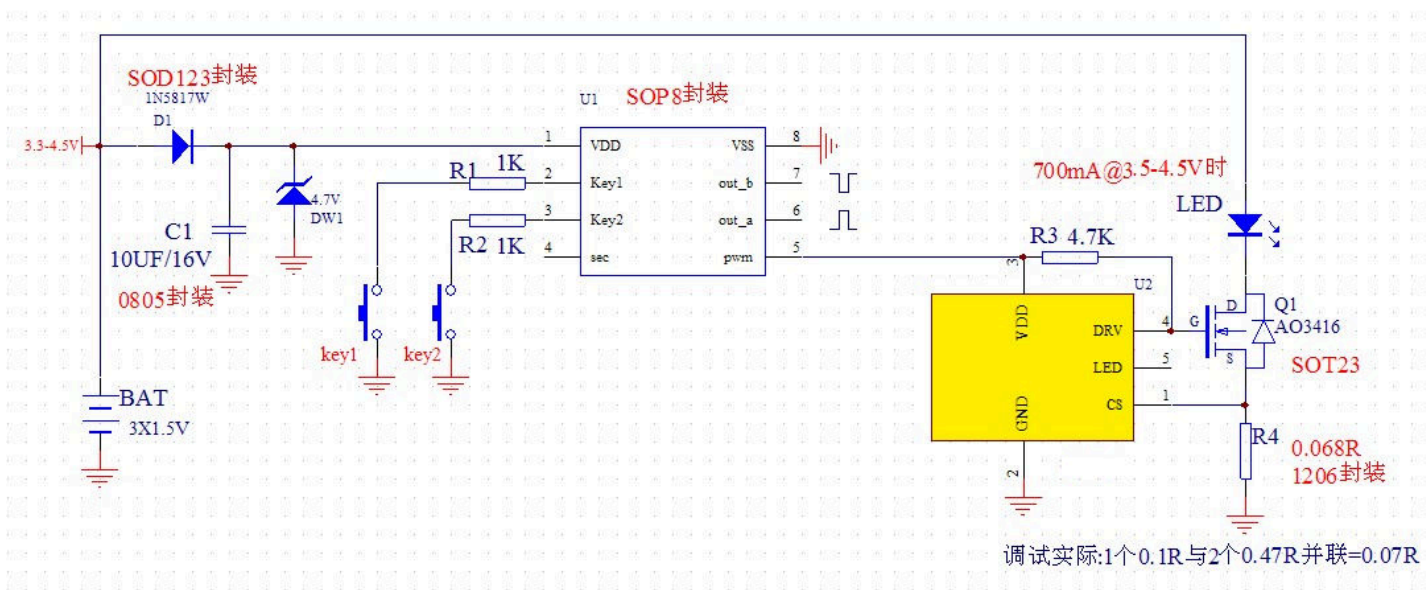 SOD123封装
1N5817W
D1
3.3-4.5V
4.7V
DW1
C1
10UF/16V
0805封装
BAT
3X1.5V
R1 1K
R2 1K
key1
key2
U1
SOP8封装
1
VDD
2
Key1
3
Key2
4
sec
VSS
8
out_b
7
out_a
6
pwm
5
700mA@3.5-4.5V时
LED
R3 4.7K
U2
3
VDD
DRV
4
LED
5
CS
1
GND
2
G
D
S
Q1
AO3416
SOT23
R4
0.068R
1206封装
调试实际:1个0.1R与2个0.47R并联=0.07R